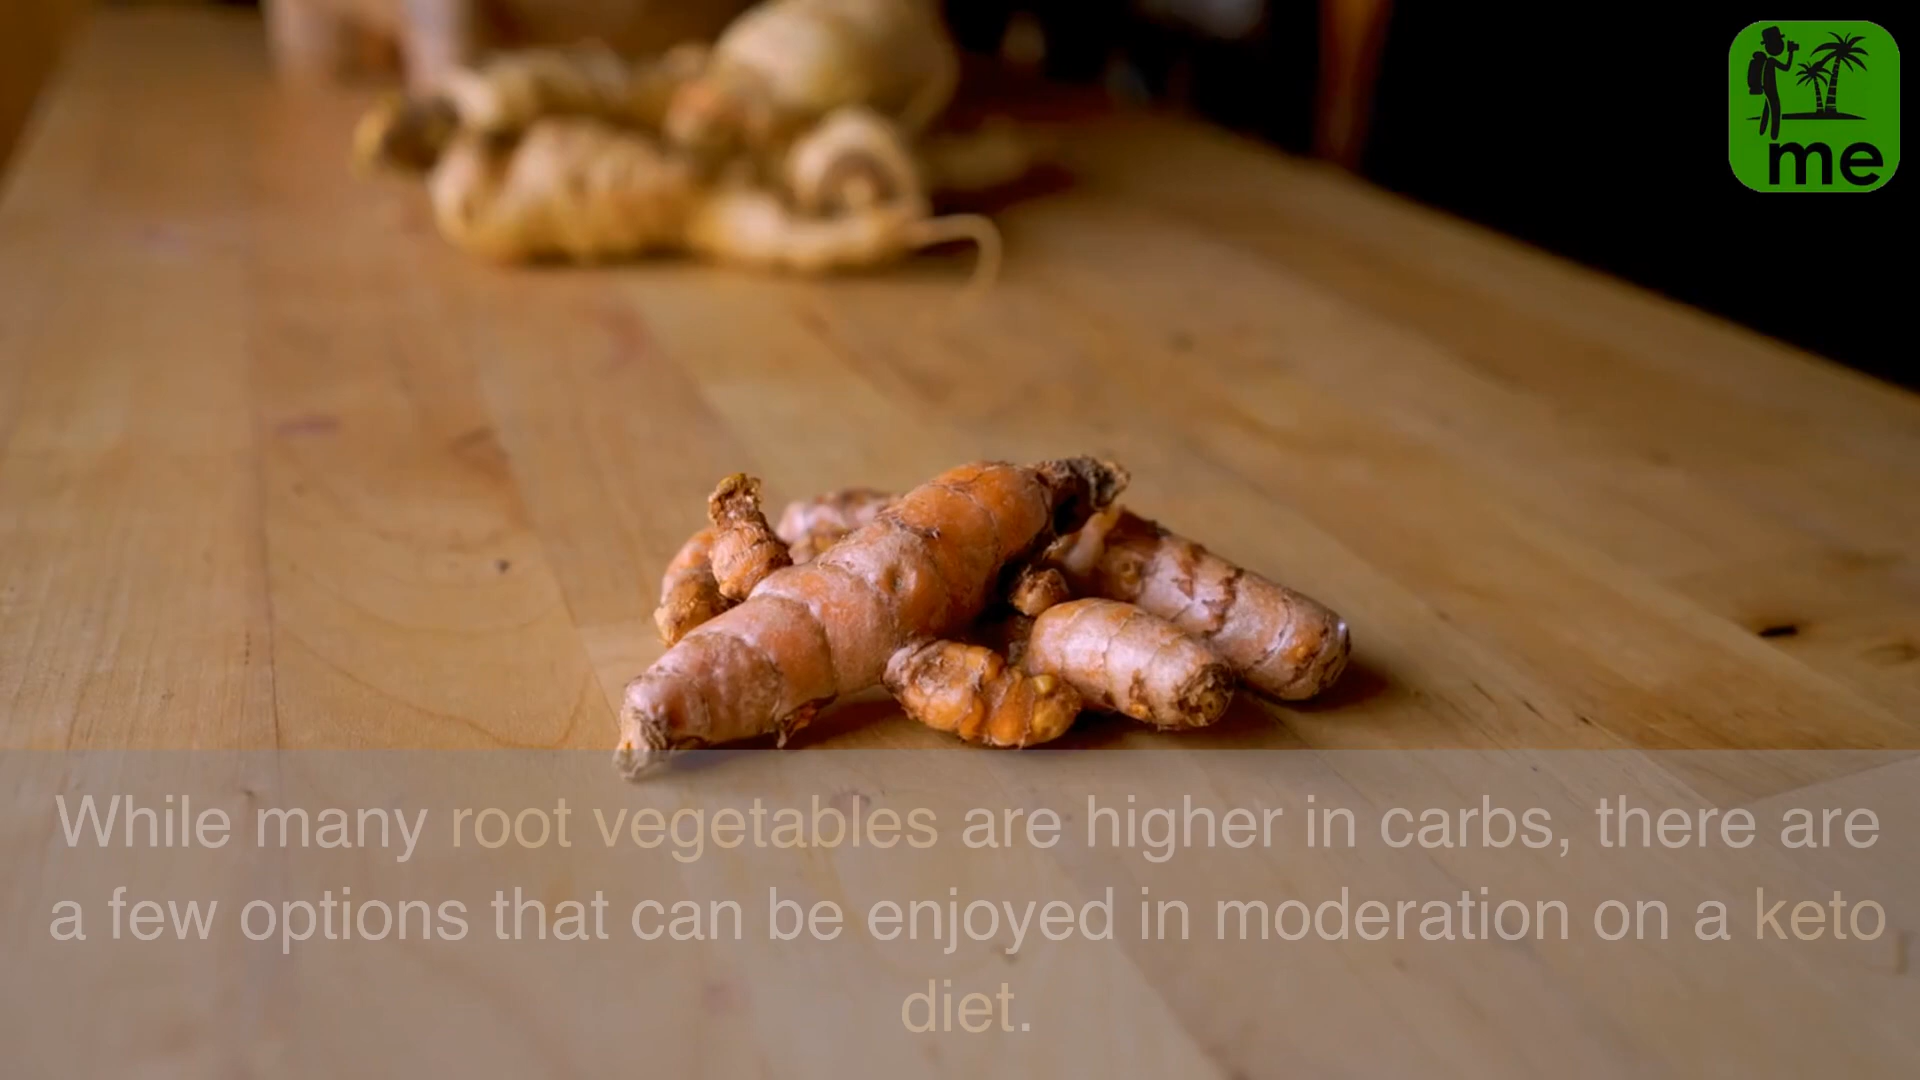 me
While many root vegetables are higher in carbs, there are
a few options that can be enjoyed in moderation on a keto
diet.